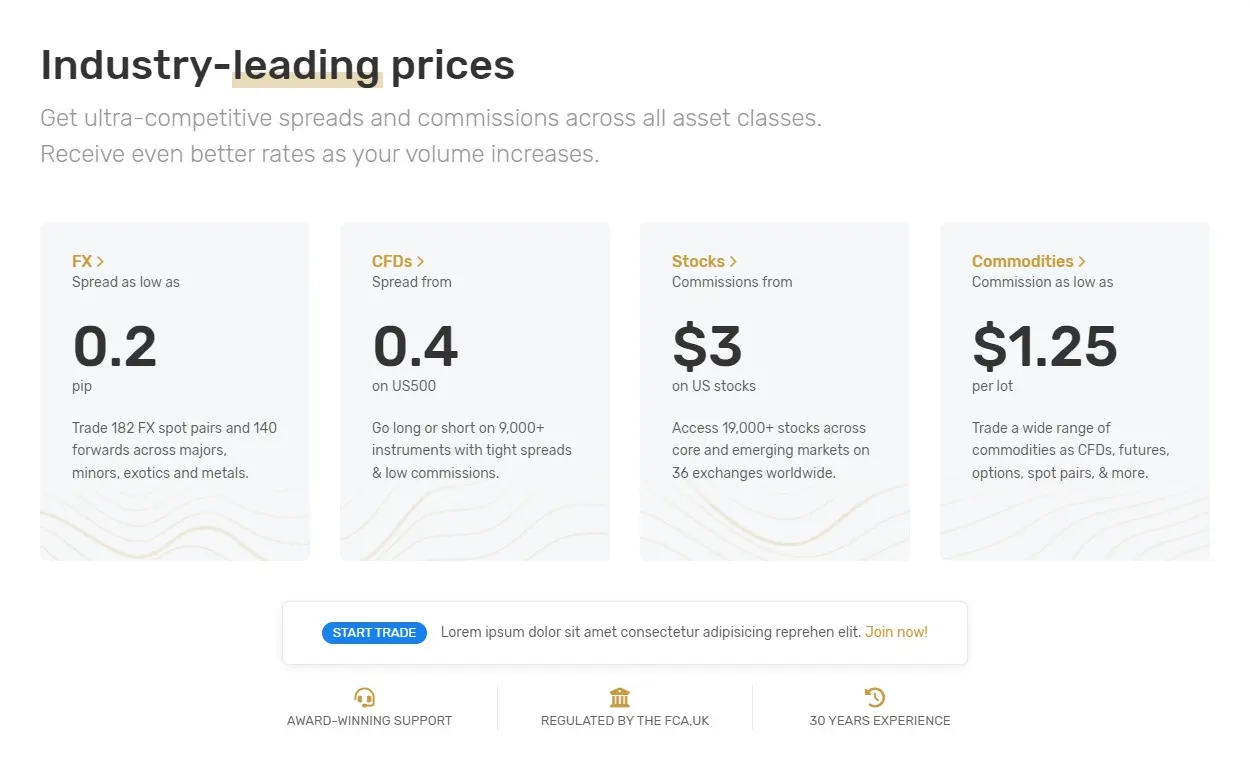 Industry-leading prices
Get ultra-competitive spreads and commissions across all asset classes.
Receive even better rates as your volume increases.
FX
Spread as low as
0.2
pip
Trade 182 FX spot pairs and 140
forwards across majors,
minors, exotics and metals.
CFDs
Spread from
0.4
on US500
Go long or short on 9,000+
instruments with tight spreads
& low commissions.
Stocks
Commissions from
$3
on US stocks
Access 19,000+ stocks across
core and emerging markets on
36 exchanges worldwide.
Commodities
Commission as low as
$1.25
per lot
Trade a wide range of
commodities as CFDs, futures,
options, spot pairs, & more.
START TRADE Lorem ipsum dolor sit amet consectetur adipisicing reprehen elit. Join now!
AWARD-WINNING SUPPORT
REGULATED BY THE FCA,UK
30 YEARS EXPERIENCE